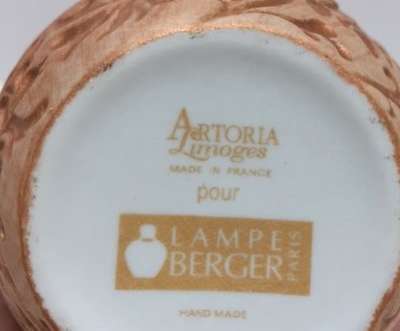 ARTORIA
Limoges
MADE IN FRANCE
pour
LAMPE
BERGER
PARIS
HAND MADE